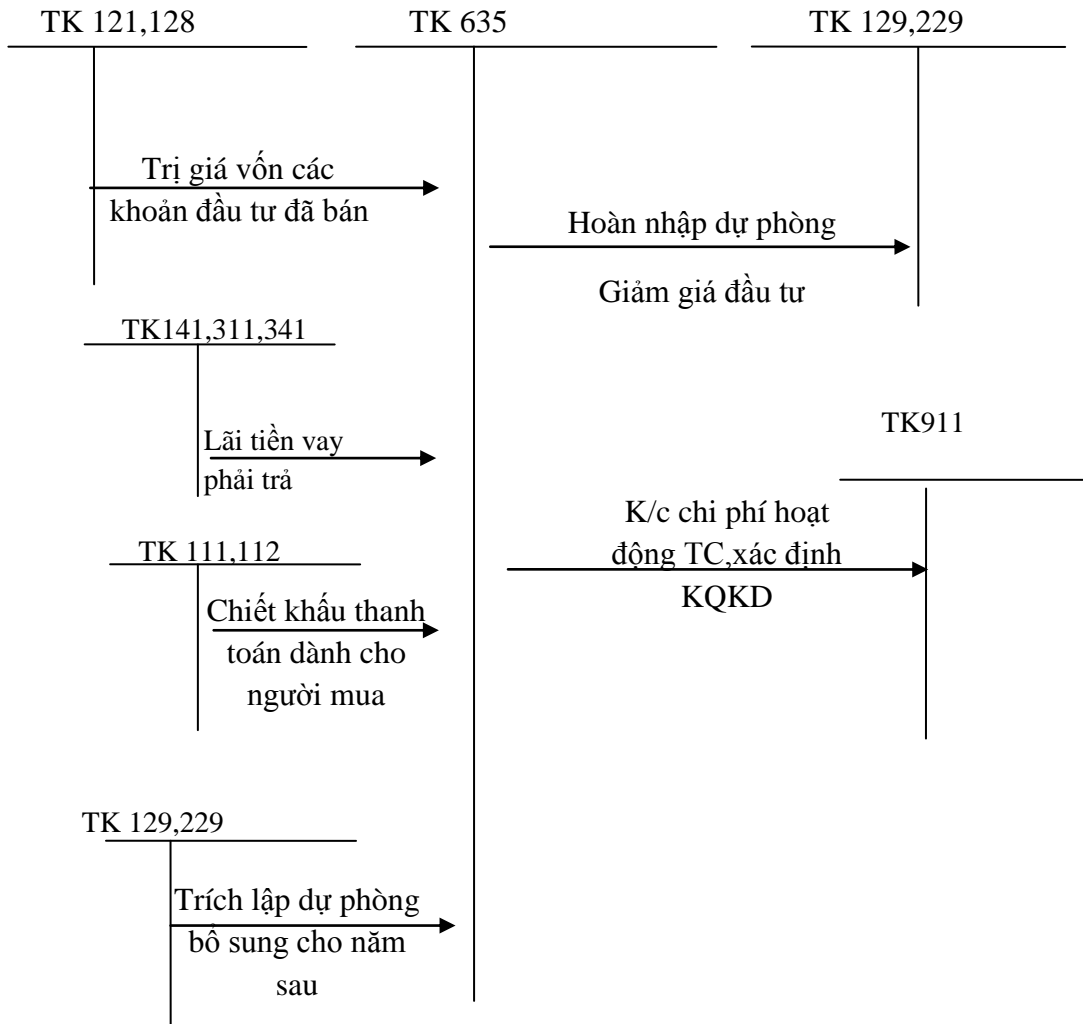 TK 121,128
TK 635
TK 129,229
Trị giá vốn các
khoản đầu tư đã bán
Hoàn nhập dự phòng
Giảm giá đầu tư
TK141,311,341
Lãi tiền vay
phải trả
TK911
K/c chi phí hoạt
động TC,xác định
KQKD
TK 111,112
Chiết khấu thanh
toán dành cho
người mua
TK 129,229
Trích lập dự phòng
bổ sung cho năm
sau